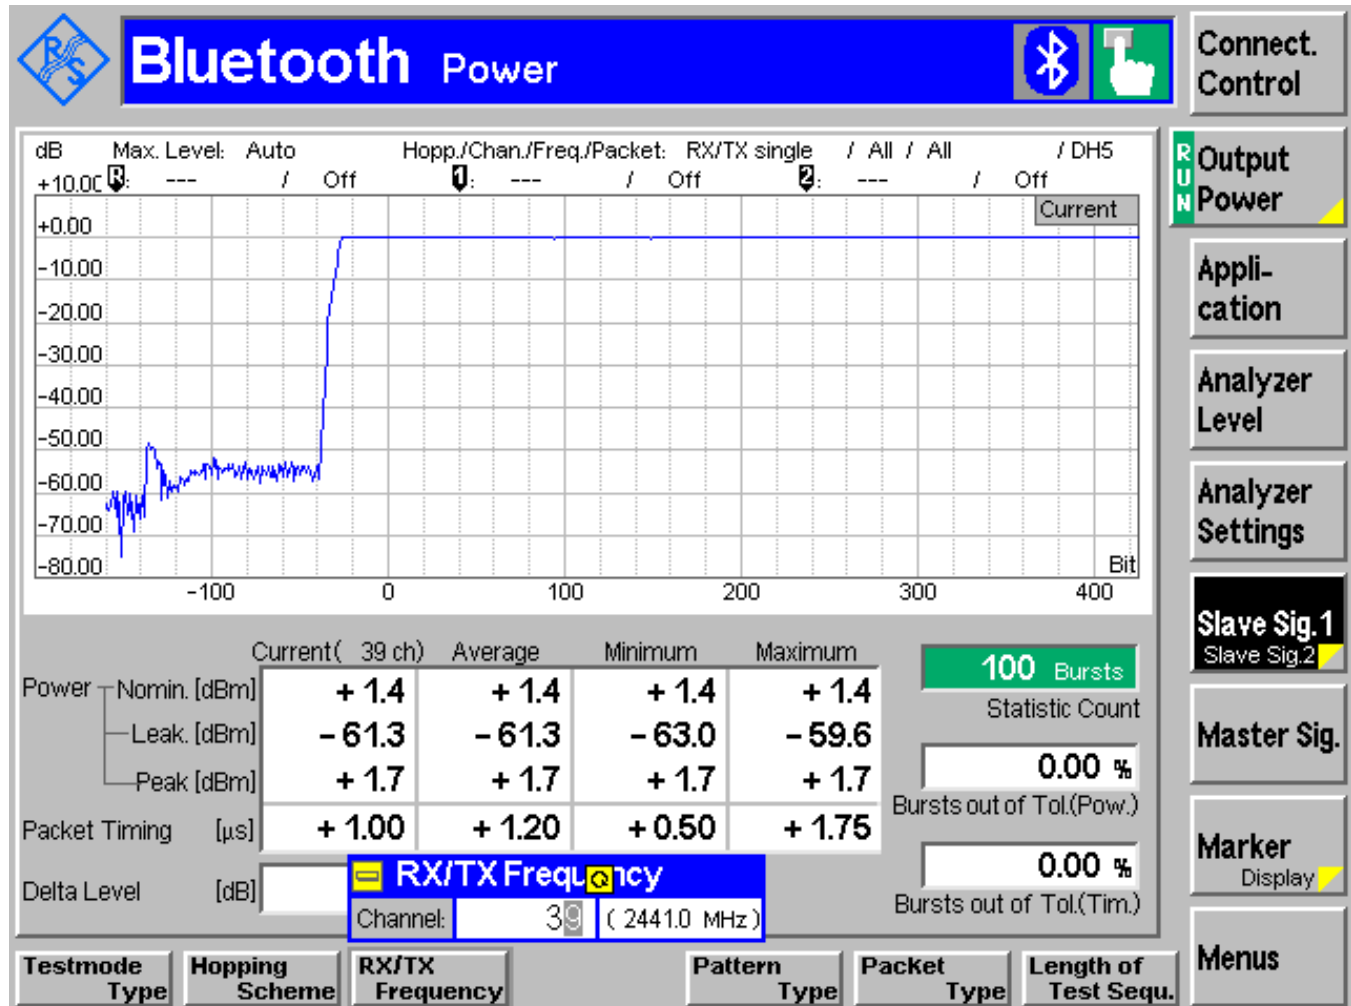 R&S Bluetooth Power
Connect. Control
dB Max. Level: Auto Hopp./Chan./Freq./Packet: RX/TX single / All / All / DH5
+10.00 R: --- / Off 1: --- / Off 2: --- / Off
Current
+0.00
-10.00
-20.00
-30.00
-40.00
-50.00
-60.00
-70.00
-80.00
Bit
-100 0 100 200 300 400
RUN
Output Power
Appli-
cation
Analyzer
Level
Analyzer
Settings
Slave Sig.1
Slave Sig.2
Master Sig.
Marker
Display
Menus
Current( 39 ch) Average Minimum Maximum
Power Nomin. [dBm] + 1.4 + 1.4 + 1.4 + 1.4
Leak. [dBm] - 61.3 - 61.3 - 63.0 - 59.6
Peak [dBm] + 1.7 + 1.7 + 1.7 + 1.7
Packet Timing [µs] + 1.00 + 1.20 + 0.50 + 1.75
Delta Level [dB]
100 Bursts
Statistic Count
0.00 %
Bursts out of Tol.(Pow.)
0.00 %
Bursts out of Tol.(Tim.)
RX/TX Frequency
Channel: 39 ( 2441.0 MHz )
Testmode Type
Hopping Scheme
RX/TX Frequency
Pattern Type
Packet Type
Length of Test Sequ.